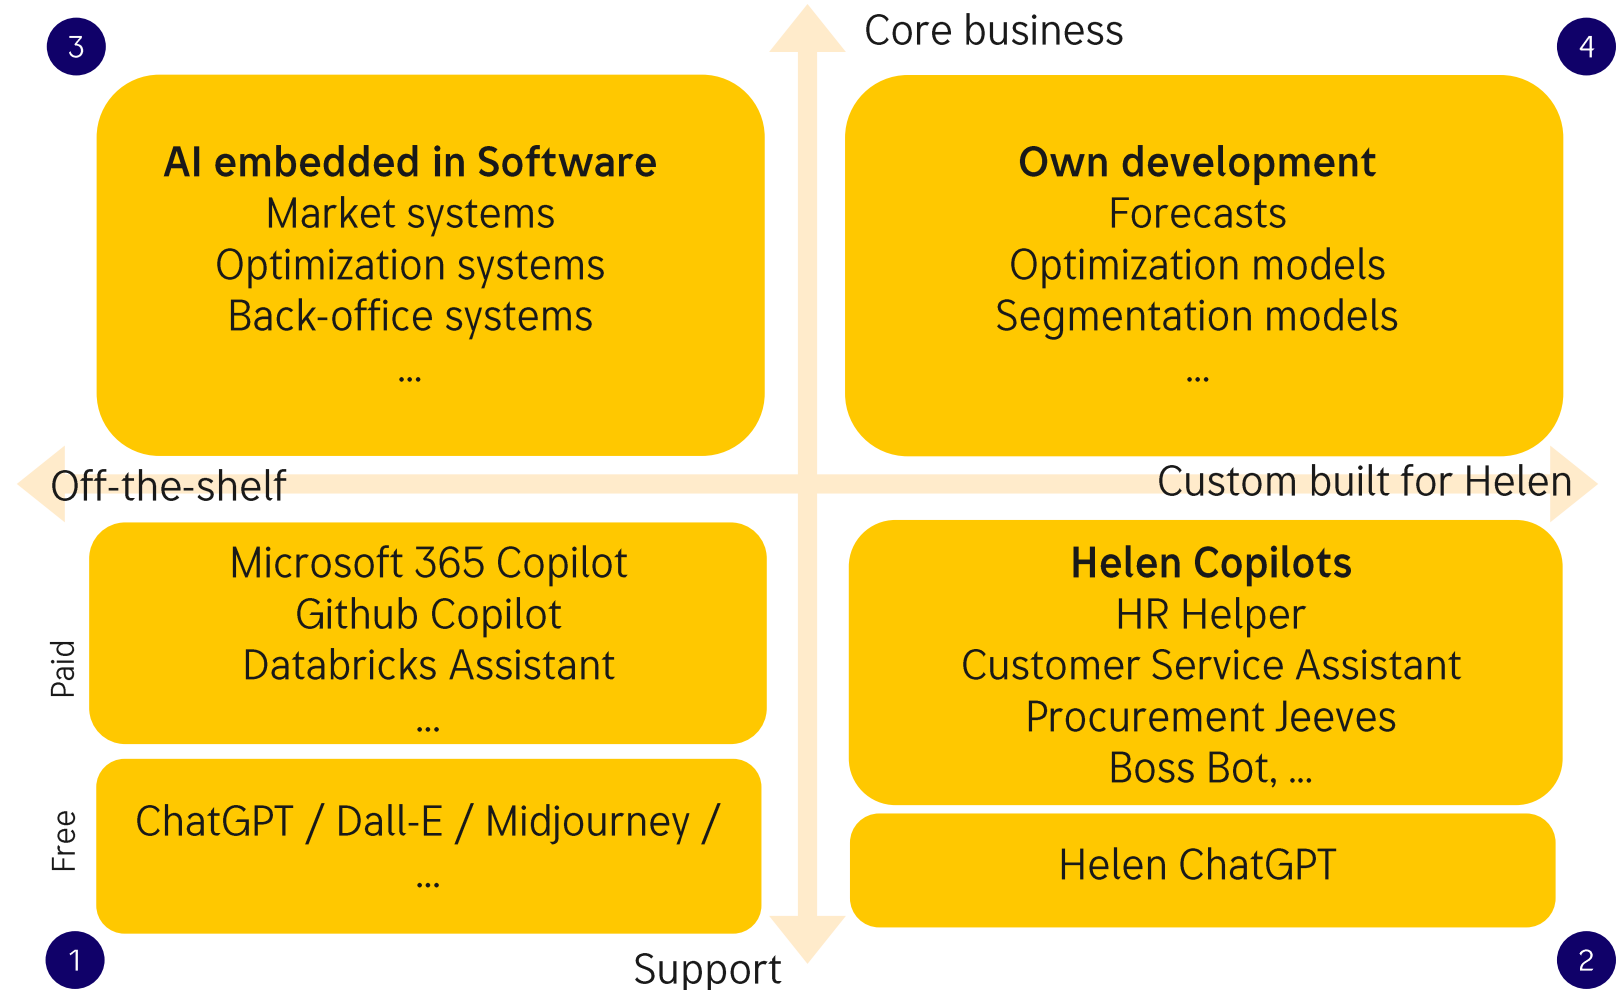 3
Core business
4
AI embedded in Software
Market systems
Optimization systems
Back-office systems
...
Own development
Forecasts
Optimization models
Segmentation models
...
Off-the-shelf
Custom built for Helen
Paid
Microsoft 365 Copilot
Github Copilot
Databricks Assistant
...
Helen Copilots
HR Helper
Customer Service Assistant
Procurement Jeeves
Boss Bot, ...
Free
ChatGPT / Dall-E / Midjourney /
...
Helen ChatGPT
1
Support
2